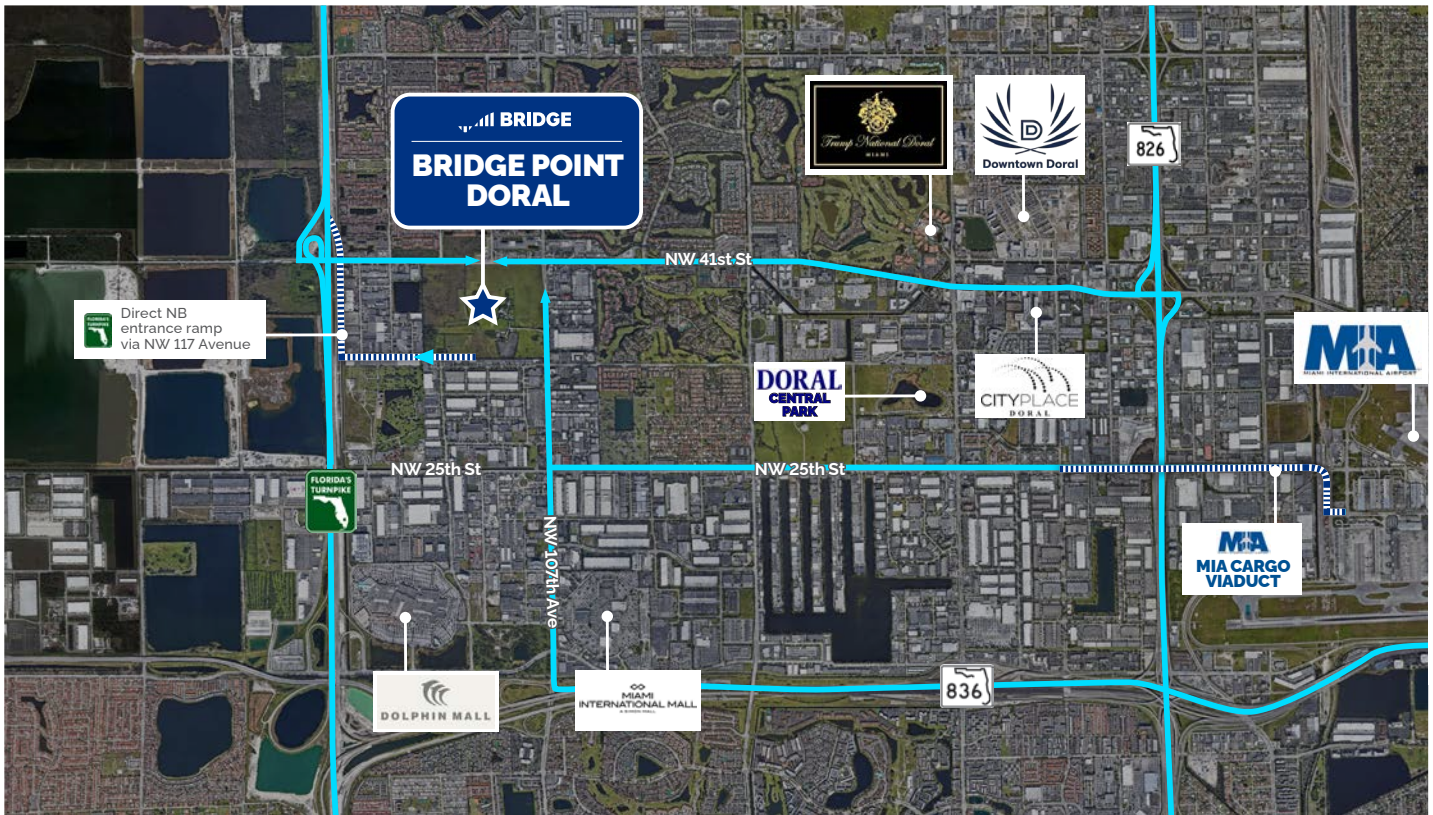 BRIDGE
BRIDGE POINT
DORAL
Trump National Doral
MIAMI
D
Downtown Doral
826
NW 41st St
Direct NB
entrance ramp
via NW 117 Avenue
MIA
MIAMI INTERNATIONAL AIRPORT
DORAL
CENTRAL
PARK
CITYPLACE
DORAL
NW 25th St
NW 25th St
FLORIDA'S
TURNPIKE
NW 107th Ave
MIA
MIA CARGO
VIADUCT
DOLPHIN MALL
MIAMI
INTERNATIONAL MALL
A SIMON MALL
836